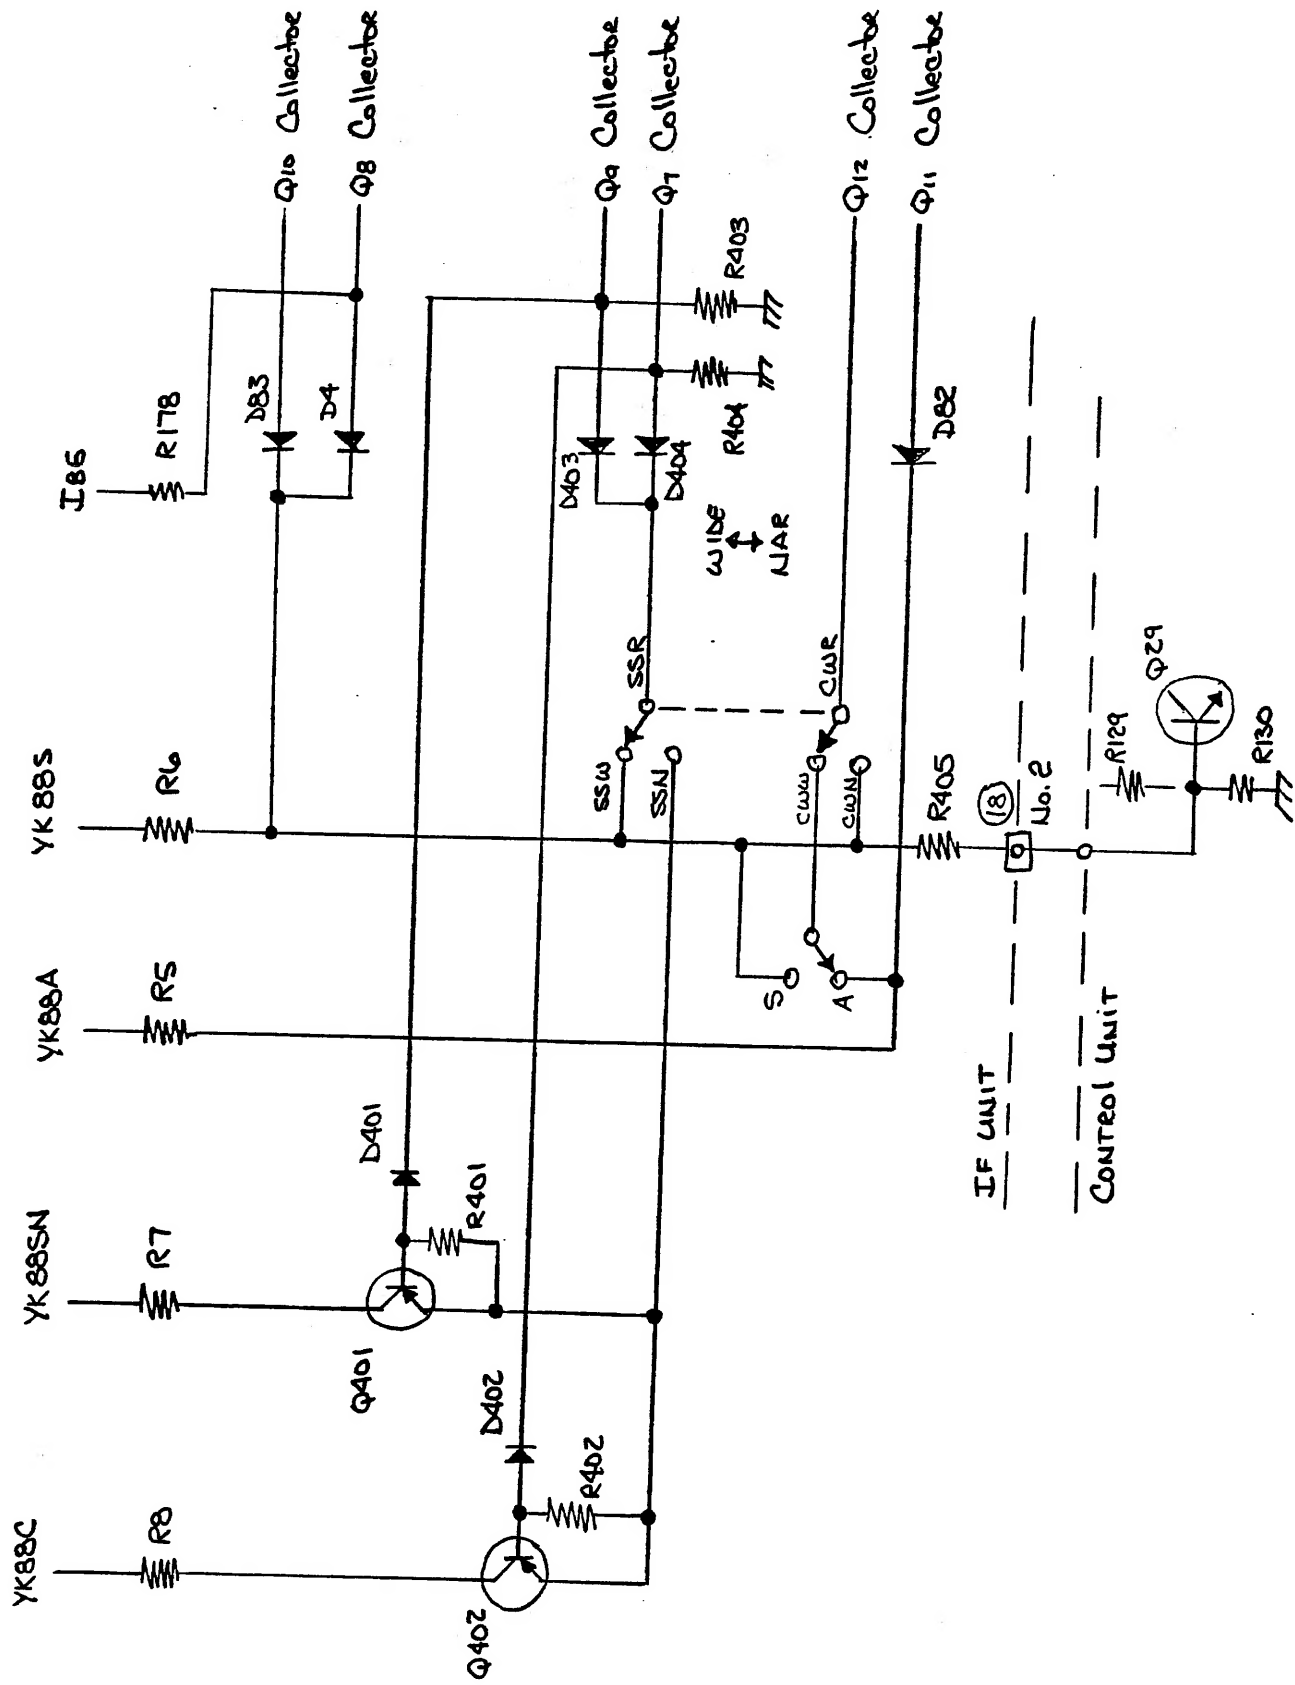 YK88C
R8
Q402
D402
R402
YK88SN
R7
Q401
D401
R401
YK88A
R5
YK88S
R6
I86
R178
D83
D4
Q10 Collector
Q8 Collector
Q9 Collector
Q7 Collector
Q12 Collector
Q11 Collector
R403
R404
D403
D404
WIDE
NAR
SSR
SSW
SSN
CWR
CWW
CWN
S
A
D82
R405
18
No.2
IF UNIT
CONTROL UNIT
R129
Q29
R130